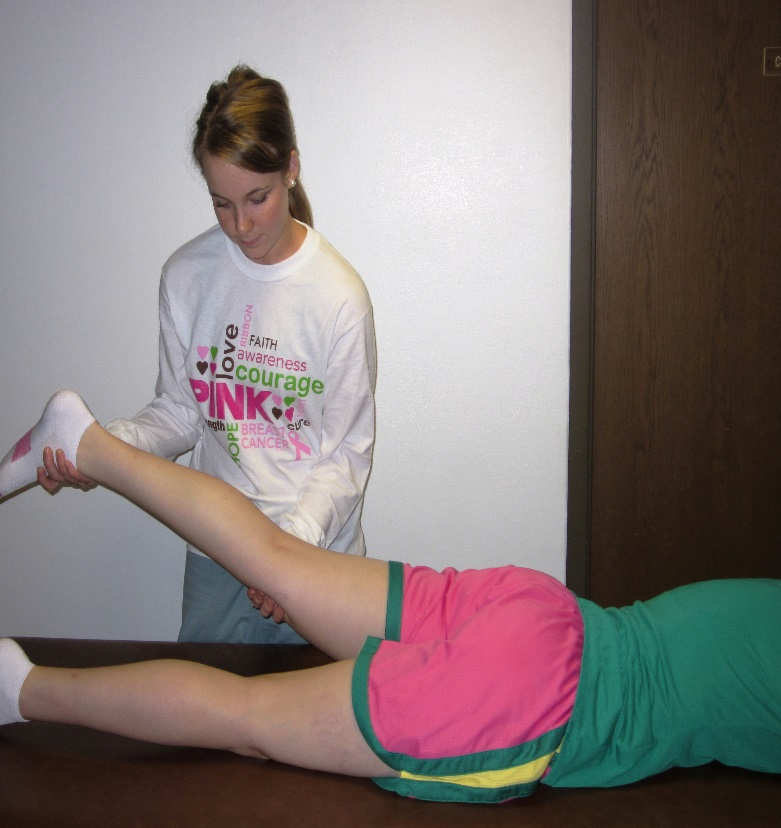 RIBBON
love
FAITH
awareness
courage
PINK
HOPE
BREAST
CANCER